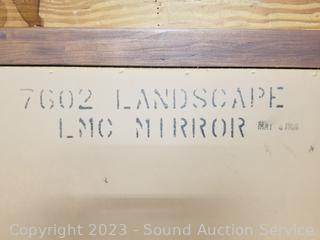 7602 LANDSCAPE
LMC MIRROR
Copyright 2023 - Sound Auction Service